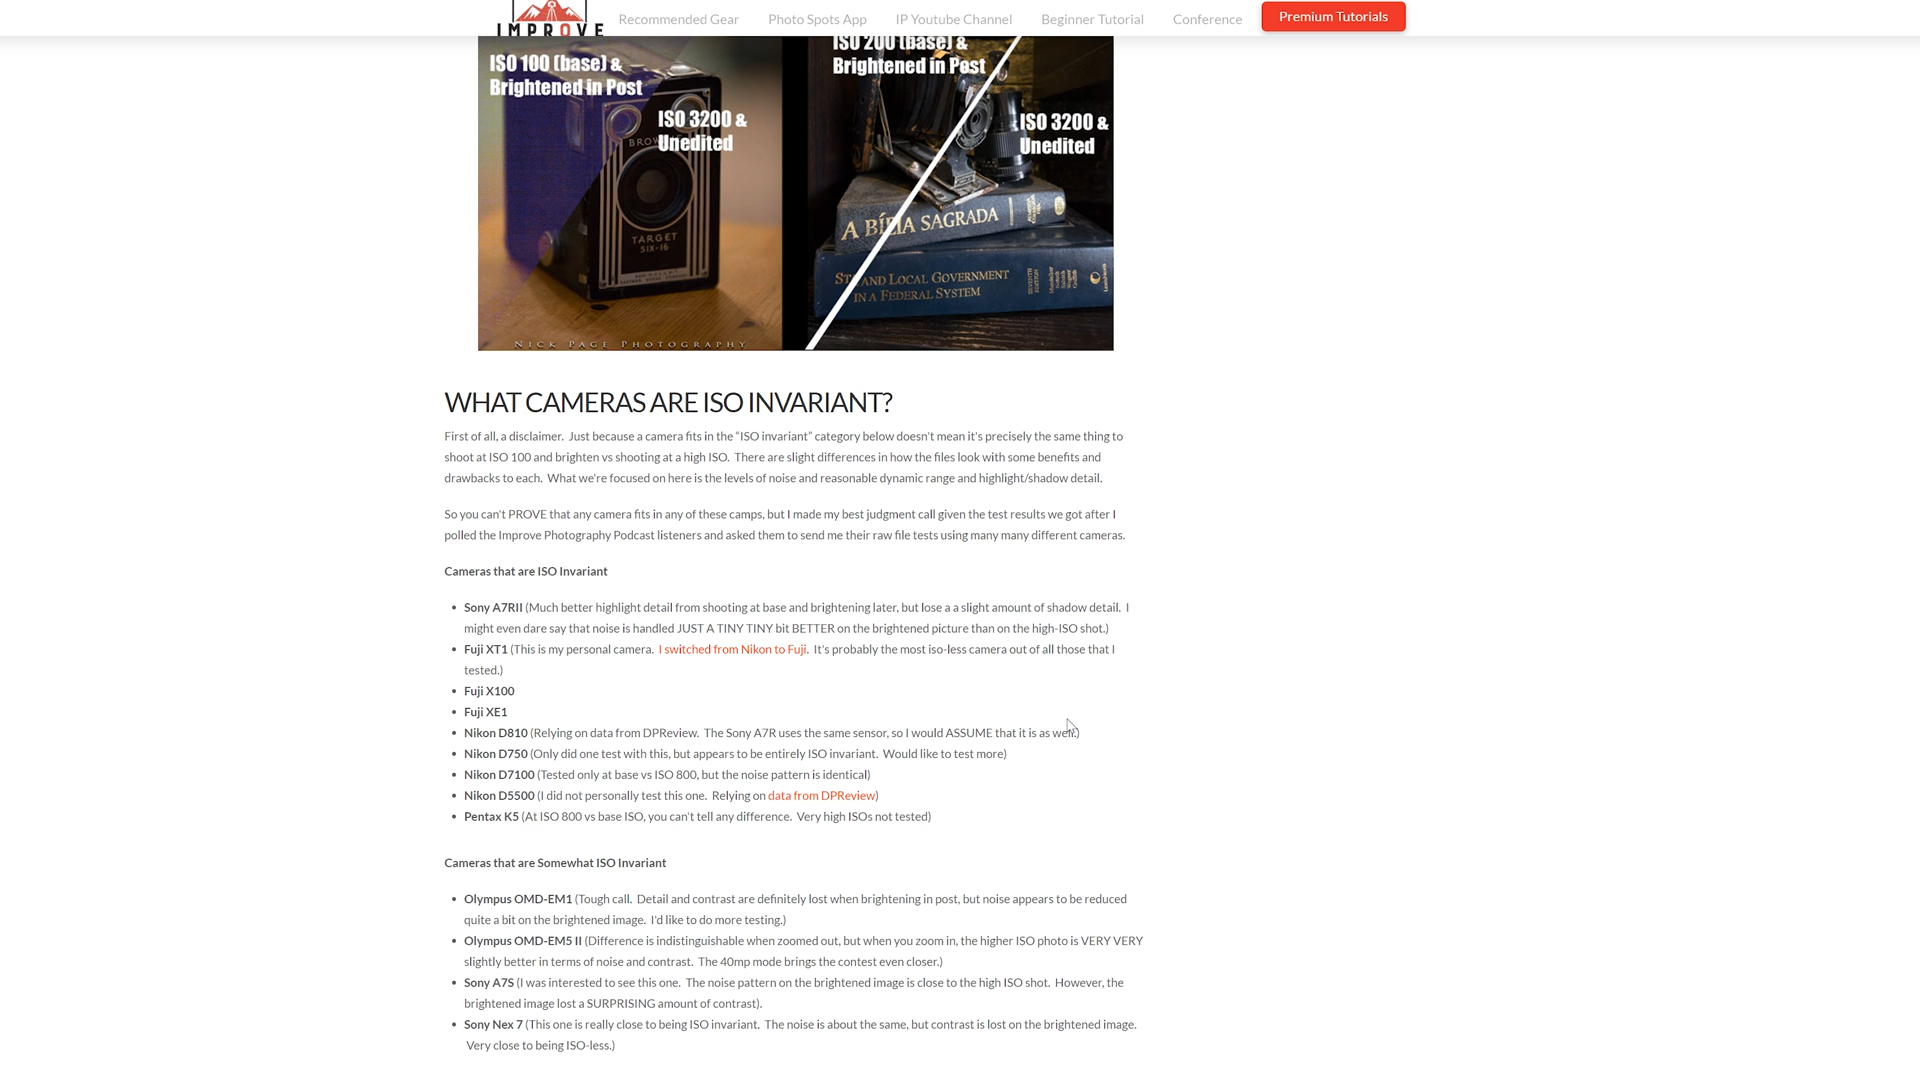 IMPROVE
Recommended Gear
Photo Spots App
IP Youtube Channel
Beginner Tutorial
Conference
Premium Tutorials
ISO 100 (base) &
Brightened in Post
ISO 3200 &
Unedited
BROW
TARGET
SIX-16
NICK PAGE PHOTOGRAPHY
ISO 200 (base) &
Brightened in Post
ISO 3200 &
Unedited
A BÍBLIA SAGRADA
AND LOCAL GOVERNMENT
IN A FEDERAL SYSTEM
WHAT CAMERAS ARE ISO INVARIANT?
First of all, a disclaimer. Just because a camera fits in the “ISO invariant” category below doesn't mean it's precisely the same thing to
shoot at ISO 100 and brighten vs shooting at a high ISO. There are slight differences in how the files look with some benefits and
drawbacks to each. What we're focused on here is the levels of noise and reasonable dynamic range and highlight/shadow detail.
So you can't PROVE that any camera fits in any of these camps, but I made my best judgment call given the test results we got after I
polled the Improve Photography Podcast listeners and asked them to send me their raw file tests using many many different cameras.
Cameras that are ISO Invariant
• Sony A7RII (Much better highlight detail from shooting at base and brightening later, but lose a a slight amount of shadow detail. I
might even dare say that noise is handled JUST A TINY TINY bit BETTER on the brightened picture than on the high-ISO shot.)
• Fuji XT1 (This is my personal camera. I switched from Nikon to Fuji. It's probably the most iso-less camera out of all those that I
tested.)
• Fuji X100
• Fuji XE1
• Nikon D810 (Relying on data from DPReview. The Sony A7R uses the same sensor, so I would ASSUME that it is as well.)
• Nikon D750 (Only did one test with this, but appears to be entirely ISO invariant. Would like to test more)
• Nikon D7100 (Tested only at base vs ISO 800, but the noise pattern is identical)
• Nikon D5500 (I did not personally test this one. Relying on data from DPReview)
• Pentax K5 (At ISO 800 vs base ISO, you can't tell any difference. Very high ISOs not tested)
Cameras that are Somewhat ISO Invariant
• Olympus OMD-EM1 (Tough call. Detail and contrast are definitely lost when brightening in post, but noise appears to be reduced
quite a bit on the brightened image. I'd like to do more testing.)
• Olympus OMD-EM5 II (Difference is indistinguishable when zoomed out, but when you zoom in, the higher ISO photo is VERY VERY
slightly better in terms of noise and contrast. The 40mp mode brings the contest even closer.)
• Sony A7S (I was interested to see this one. The noise pattern on the brightened image is close to the high ISO shot. However, the
brightened image lost a SURPRISING amount of contrast).
• Sony Nex 7 (This one is really close to being ISO invariant. The noise is about the same, but contrast is lost on the brightened image.
Very close to being ISO-less.)